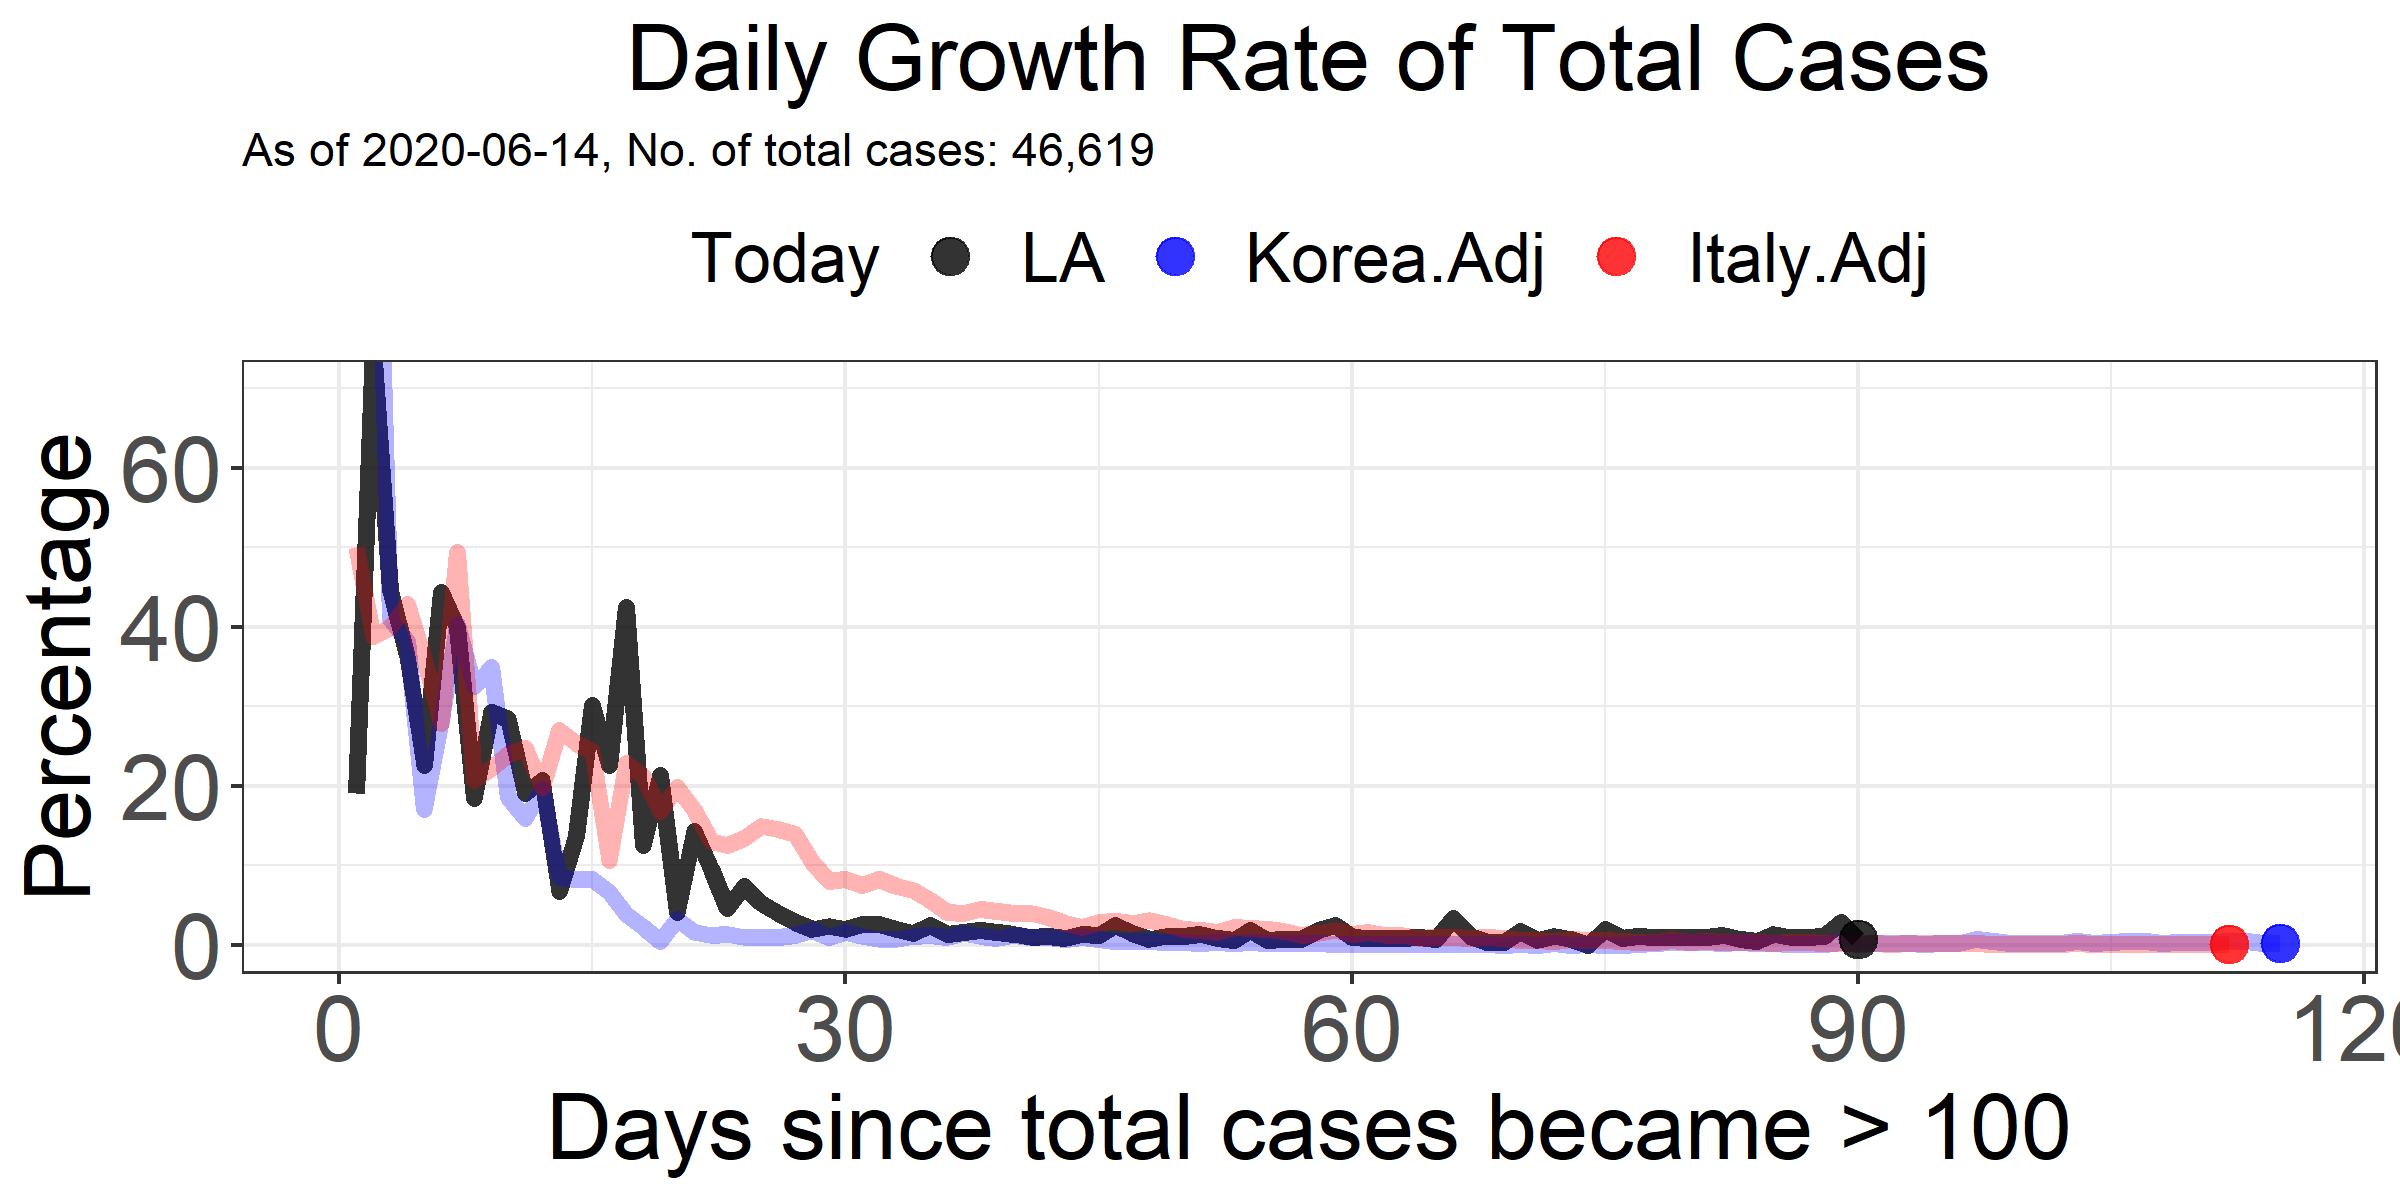 Daily Growth Rate of Total Cases
As of 2020-06-14, No. of total cases: 46,619
Today LA Korea.Adj Italy.Adj
Percentage
60
40
20
0
0 30 60 90 120
Days since total cases became > 100